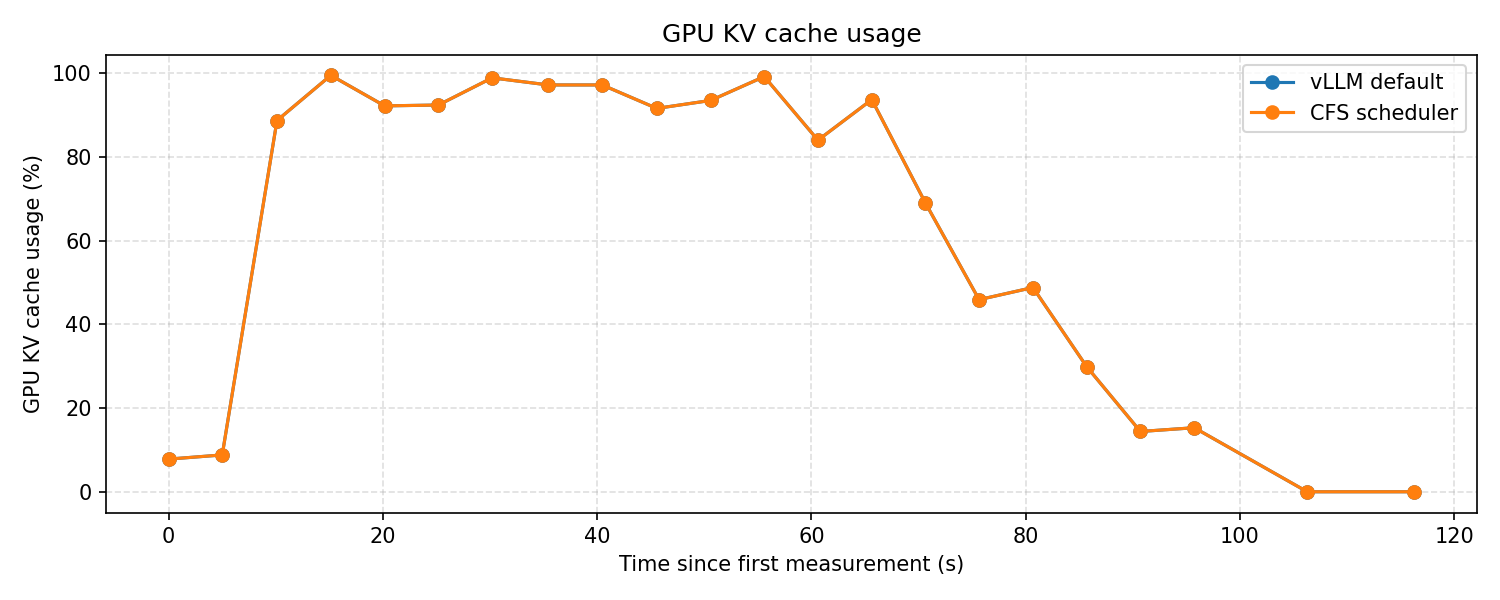 GPU KV cache usage
vLLM default
CFS scheduler
GPU KV cache usage (%)
100
80
60
40
20
0
0 20 40 60 80 100 120
Time since first measurement (s)